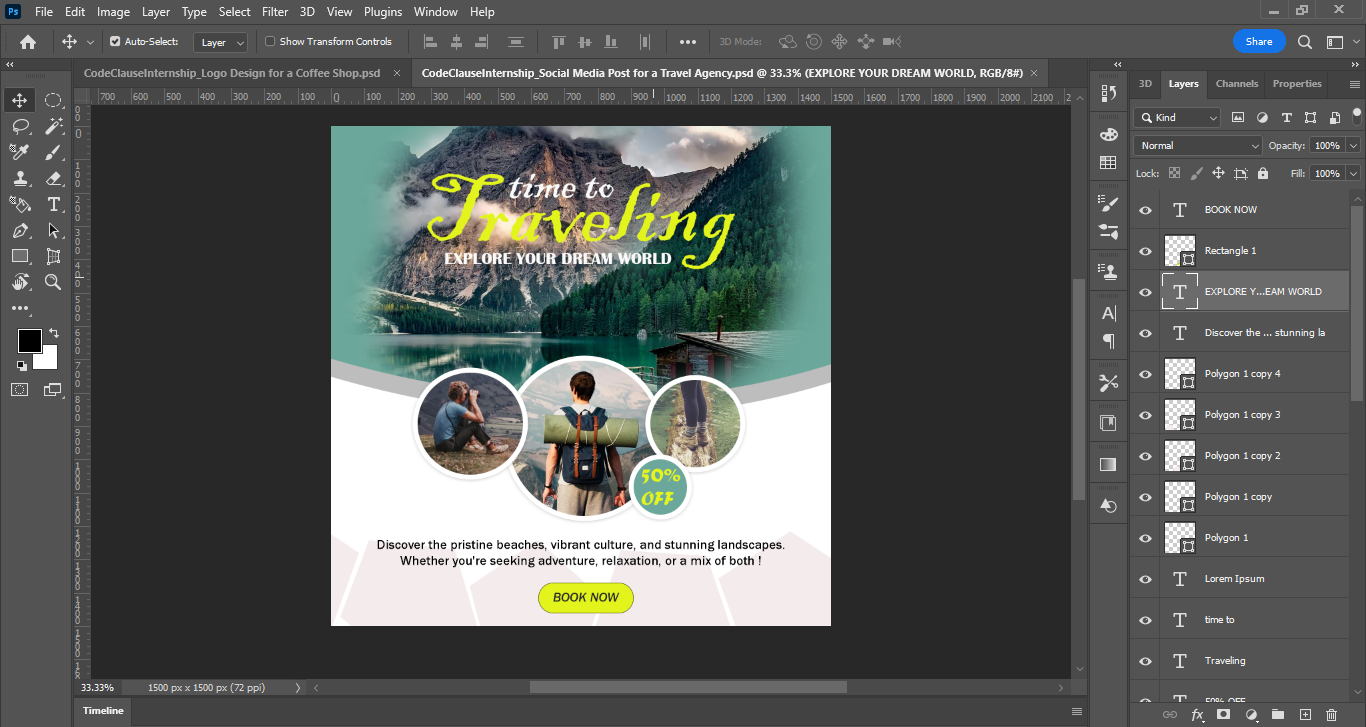 Ps File Edit Image Layer Type Select Filter 3D View Plugins Window Help
Auto-Select: Layer Show Transform Controls 3D Mode: Share
CodeClauseInternship_Logo Design for a Coffee Shop.psd × CodeClauseInternship_Social Media Post for a Travel Agency.psd @ 33.3% (EXPLORE YOUR DREAM WORLD, RGB/8#) ×
700 600 500 400 300 200 100 0 100 200 300 400 500 600 700 800 900 1000 1100 1200 1300 1400 1500 1600 1700 1800 1900 2000 2100
time to
Traveling
EXPLORE YOUR DREAM WORLD
50%
OFF
Discover the pristine beaches, vibrant culture, and stunning landscapes.
Whether you're seeking adventure, relaxation, or a mix of both !
BOOK NOW
33.33% 1500 px x 1500 px (72 ppi)
Timeline
3D Layers Channels Properties
Kind
Normal Opacity: 100%
Lock: Fill: 100%
BOOK NOW
Rectangle 1
EXPLORE Y...EAM WORLD
Discover the ... stunning la
Polygon 1 copy 4
Polygon 1 copy 3
Polygon 1 copy 2
Polygon 1 copy
Polygon 1
Lorem Ipsum
time to
Traveling
50% OFF